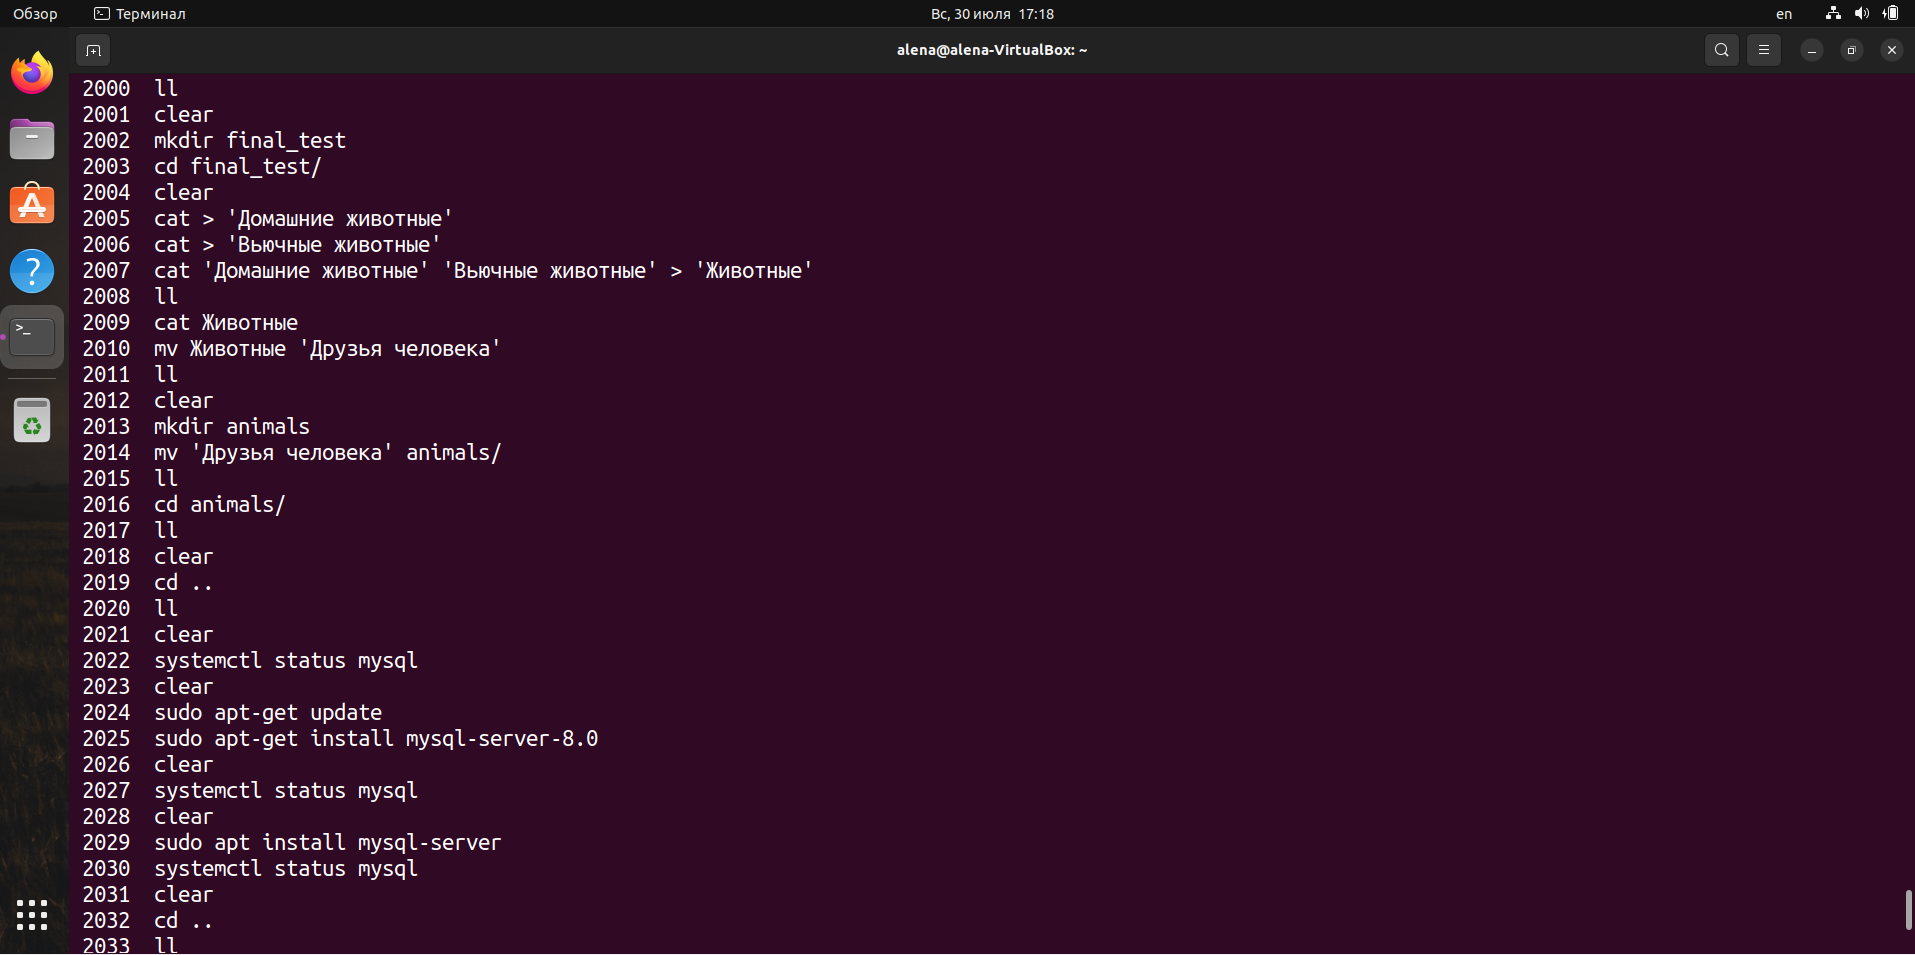 Обзор Терминал Вс, 30 июля 17:18 en
alena@alena-VirtualBox: ~
2000 ll
2001 clear
2002 mkdir final_test
2003 cd final_test/
2004 clear
2005 cat > 'Домашние животные'
2006 cat > 'Вьючные животные'
2007 cat 'Домашние животные' 'Вьючные животные' > 'Животные'
2008 ll
2009 cat Животные
2010 mv Животные 'Друзья человека'
2011 ll
2012 clear
2013 mkdir animals
2014 mv 'Друзья человека' animals/
2015 ll
2016 cd animals/
2017 ll
2018 clear
2019 cd ..
2020 ll
2021 clear
2022 systemctl status mysql
2023 clear
2024 sudo apt-get update
2025 sudo apt-get install mysql-server-8.0
2026 clear
2027 systemctl status mysql
2028 clear
2029 sudo apt install mysql-server
2030 systemctl status mysql
2031 clear
2032 cd ..
2033 ll